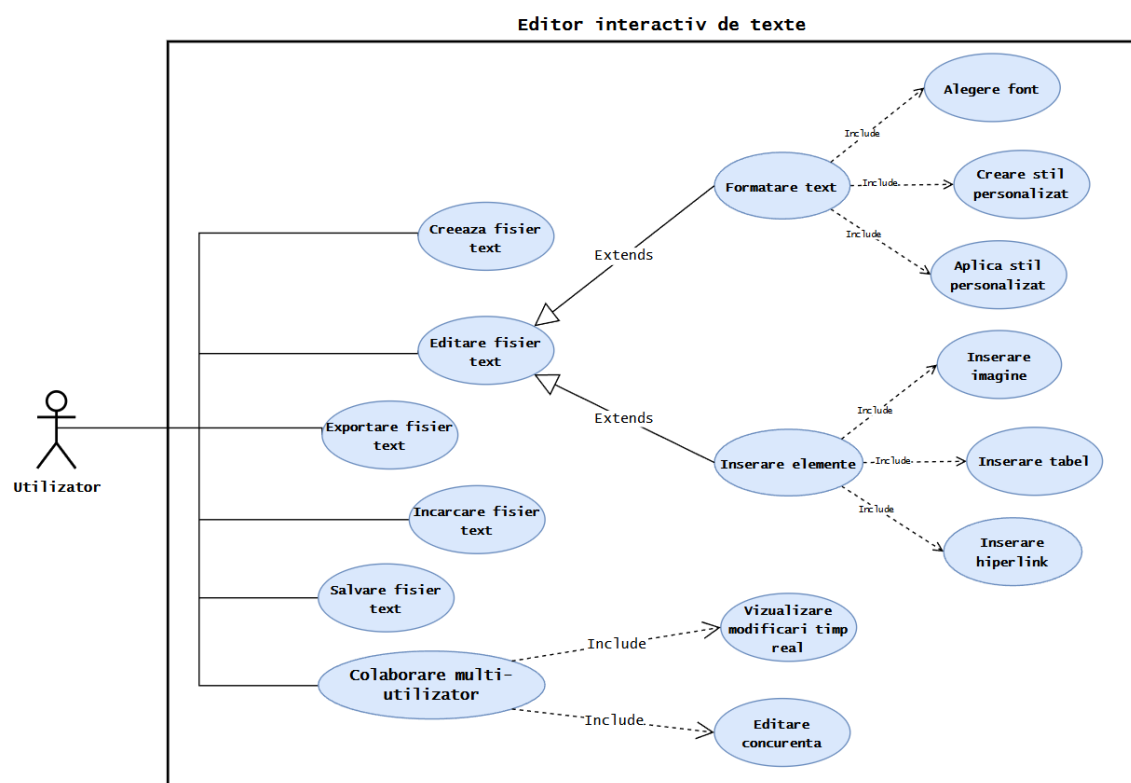 Editor interactiv de texte
Alegere font
Include
Formatare text
Include
Creare stil
personalizat
Include
Aplica stil
personalizat
Creeaza fisier
text
Extends
Editare fisier
text
Inserare
imagine
Extends
Include
Exportare fisier
text
Inserare elemente
Include
Inserare tabel
Utilizator
Incarcare fisier
text
Include
Inserare
hiperlink
Salvare fisier
text
Vizualizare
modificari timp
real
Include
Colaborare multi-
utilizator
Include
Editare
concurenta